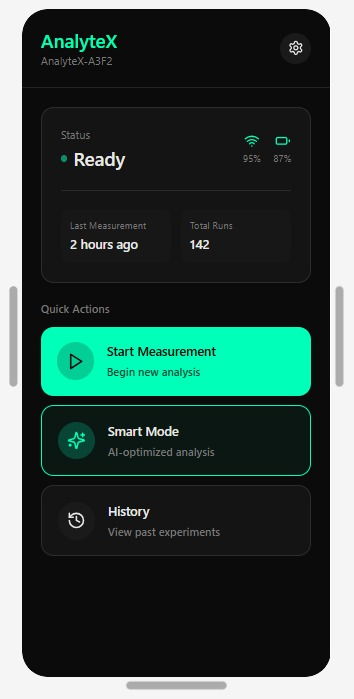 AnalyteX
AnalyteX-A3F2
Status
Ready
95% 87%
Last Measurement
2 hours ago
Total Runs
142
Quick Actions
Start Measurement
Begin new analysis
Smart Mode
AI-optimized analysis
History
View past experiments